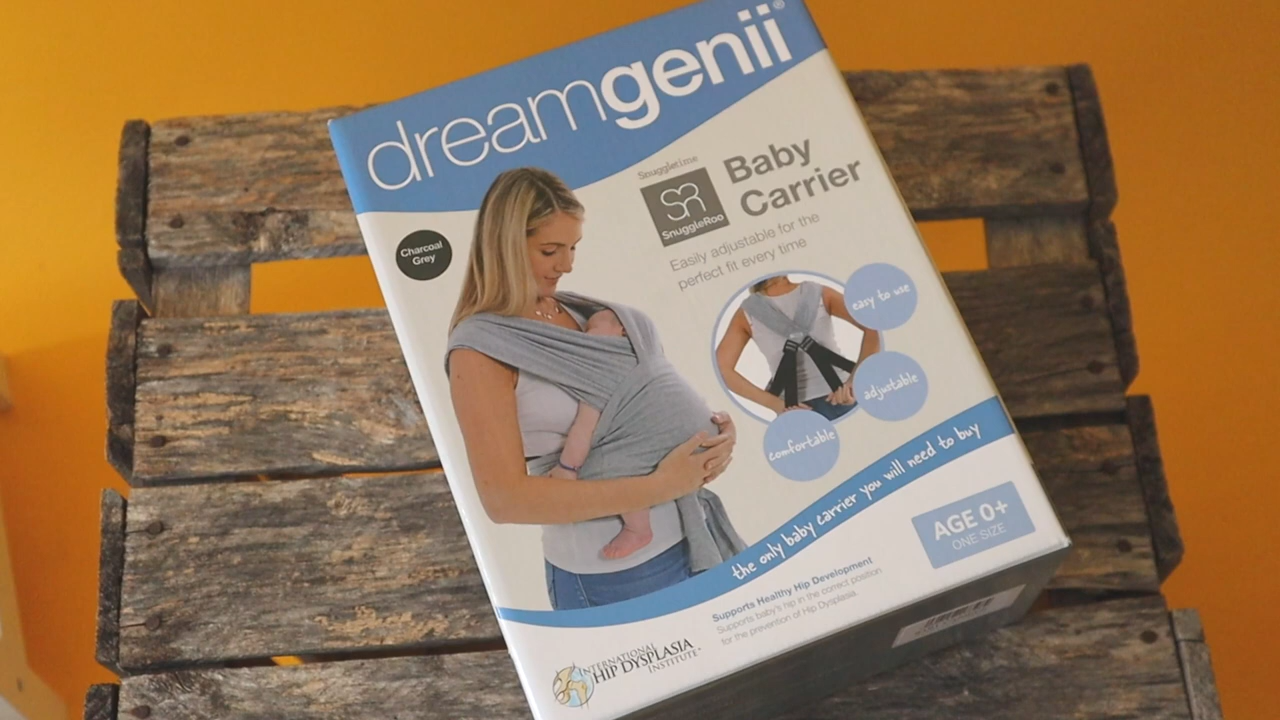 dreamgenii®
Snuggletime
SR
SnuggleRoo
Baby
Carrier
Easily adjustable for the
perfect fit every time
Charcoal
Grey
easy to use
adjustable
comfortable
the only baby carrier you will need to buy
AGE 0+
ONE SIZE
Supports Healthy Hip Development
Supports baby's hip in the correct position
for the prevention of Hip Dysplasia.
INTERNATIONAL
HIP DYSPLASIA
INSTITUTE